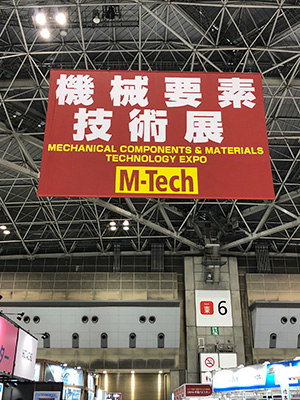 機械要素
技術展
MECHANICAL COMPONENTS & MATERIALS
TECHNOLOGY EXPO
M-Tech
6